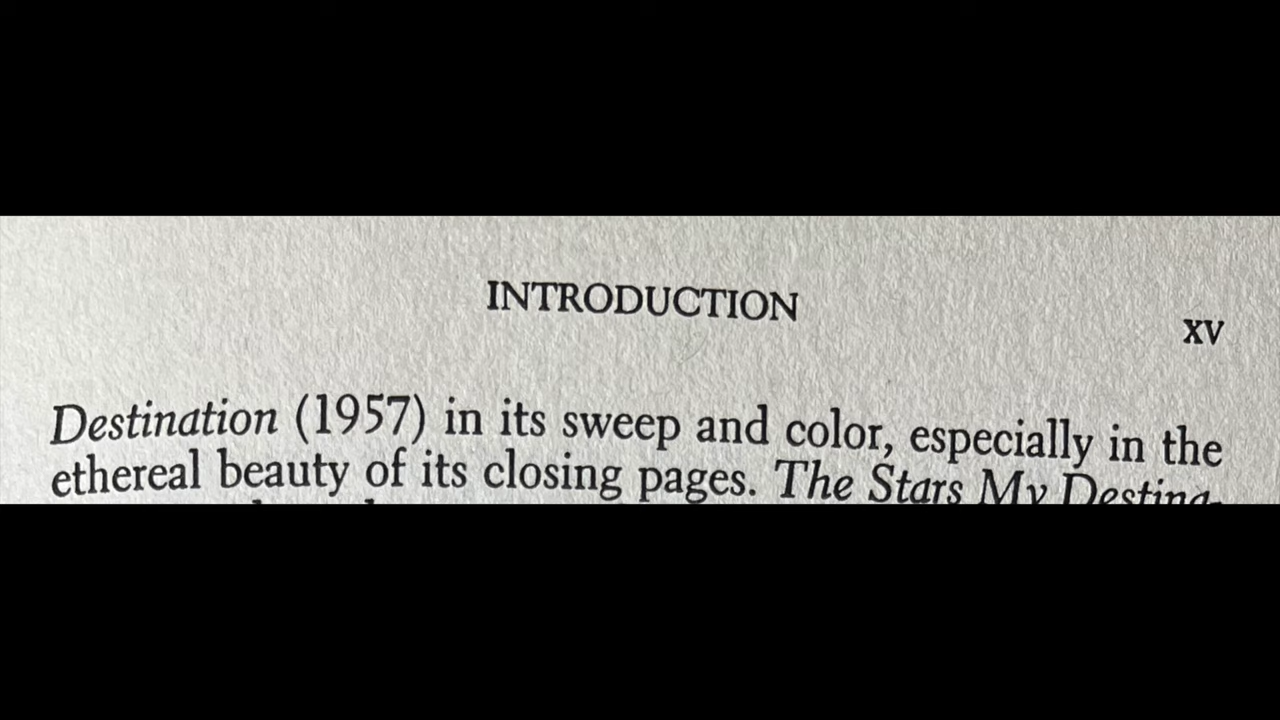 INTRODUCTION
XV
Destination (1957) in its sweep and color, especially in the
ethereal beauty of its closing pages. The Stars My Destina-